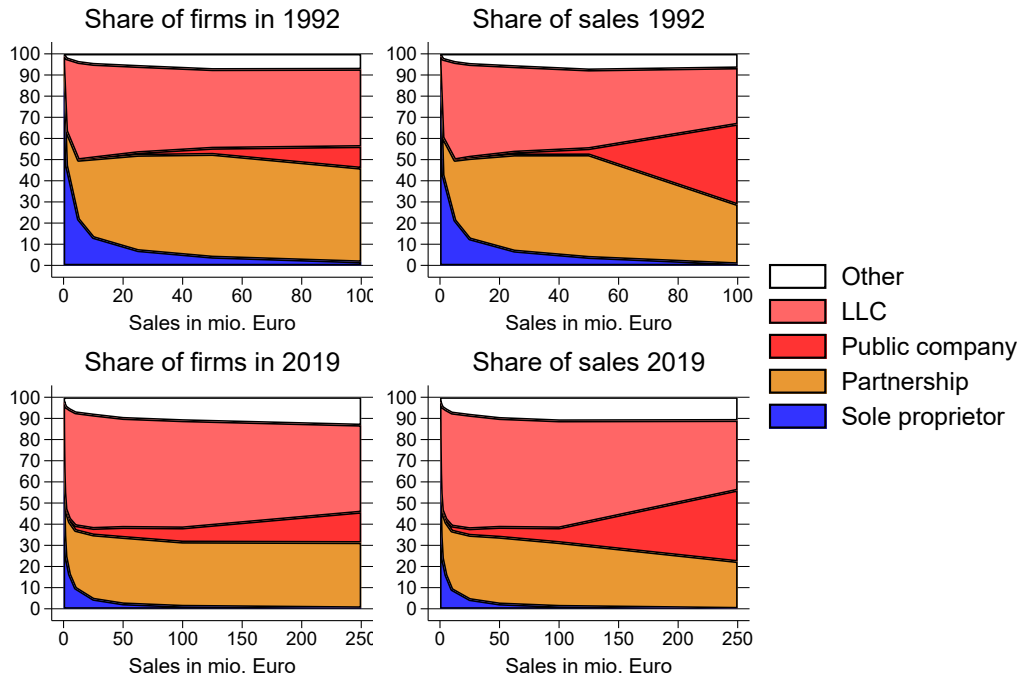 Share of firms in 1992
100
90
80
70
60
50
40
30
20
10
0
0 20 40 60 80 100
Sales in mio. Euro
Share of sales 1992
100
90
80
70
60
50
40
30
20
10
0
0 20 40 60 80 100
Sales in mio. Euro
Share of firms in 2019
100
90
80
70
60
50
40
30
20
10
0
0 50 100 150 200 250
Sales in mio. Euro
Share of sales 2019
100
90
80
70
60
50
40
30
20
10
0
0 50 100 150 200 250
Sales in mio. Euro
Other
LLC
Public company
Partnership
Sole proprietor